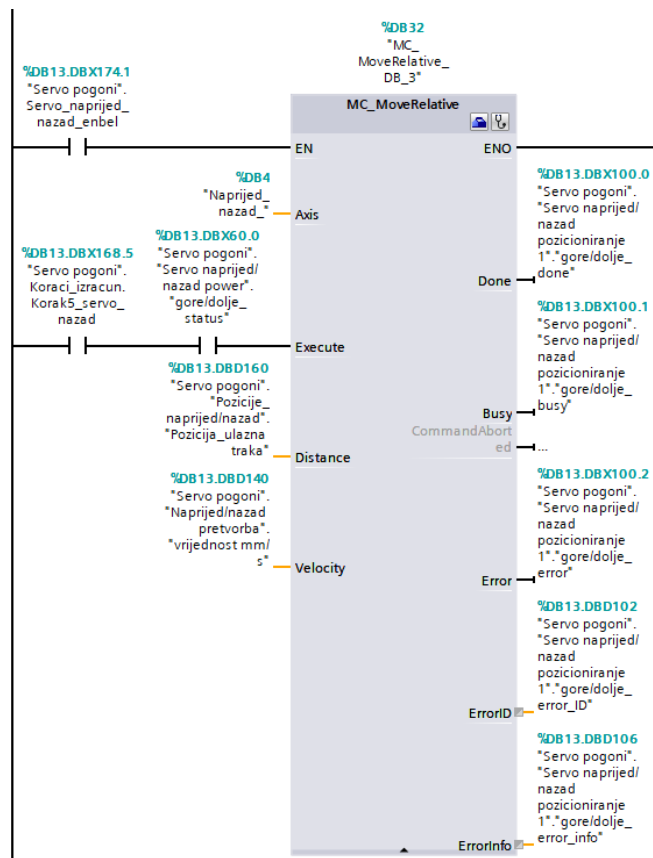 %DB32
"MC_
MoveRelative_
DB_3"
%DB13.DBX174.1
"Servo pogoni".
Servo_naprijed_
nazad_enbel
MC_MoveRelative
EN
ENO
%DB4
"Naprijed_
nazad_"
Axis
%DB13.DBX100.0
"Servo pogoni".
"Servo naprijed/
nazad
pozicioniranje
1"."gore/dolje_
done"
Done
%DB13.DBX168.5
"Servo pogoni".
Koraci_izracun.
Korak5_servo_
nazad
%DB13.DBX60.0
"Servo pogoni".
"Servo naprijed/
nazad power".
"gore/dolje_
status"
Execute
%DB13.DBX100.1
"Servo pogoni".
"Servo naprijed/
nazad
pozicioniranje
1"."gore/dolje_
busy"
Busy
CommandAbort
ed
...
%DB13.DBD160
"Servo pogoni".
"Pozicije_
naprijed/nazad".
"Pozicija_ulazna
traka"
Distance
%DB13.DBX100.2
"Servo pogoni".
"Servo naprijed/
nazad
pozicioniranje
1"."gore/dolje_
error"
Error
%DB13.DBD140
"Servo pogoni".
"Naprijed/nazad
pretvorba".
"vrijednost mm/
s"
Velocity
%DB13.DBD102
"Servo pogoni".
"Servo naprijed/
nazad
pozicioniranje
1"."gore/dolje_
error_ID"
ErrorID
%DB13.DBD106
"Servo pogoni".
"Servo naprijed/
nazad
pozicioniranje
1"."gore/dolje_
error_info"
ErrorInfo